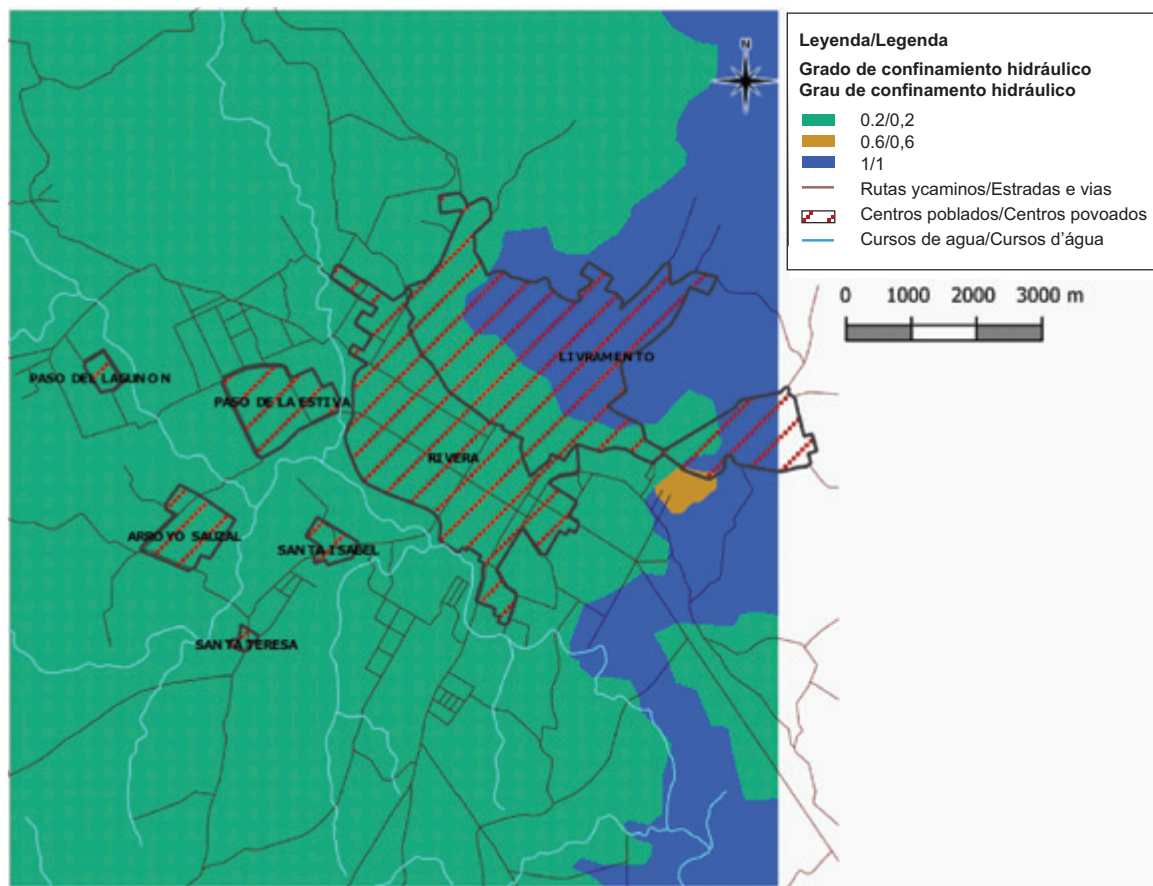 N
Leyenda/Legenda
Grado de confinamiento hidráulico
Grau de confinamento hidráulico
0.2/0,2
0.6/0,6
1/1
Rutas ycaminos/Estradas e vias
Centros poblados/Centros povoados
Cursos de agua/Cursos d'água
0 1000 2000 3000 m
LIVRAMENTO
PASO DEL LAGUNON
PASO DE LA ESTIVA
RIVERA
ARROYO SAUZAL
SANTA ISABEL
SANTA TERESA